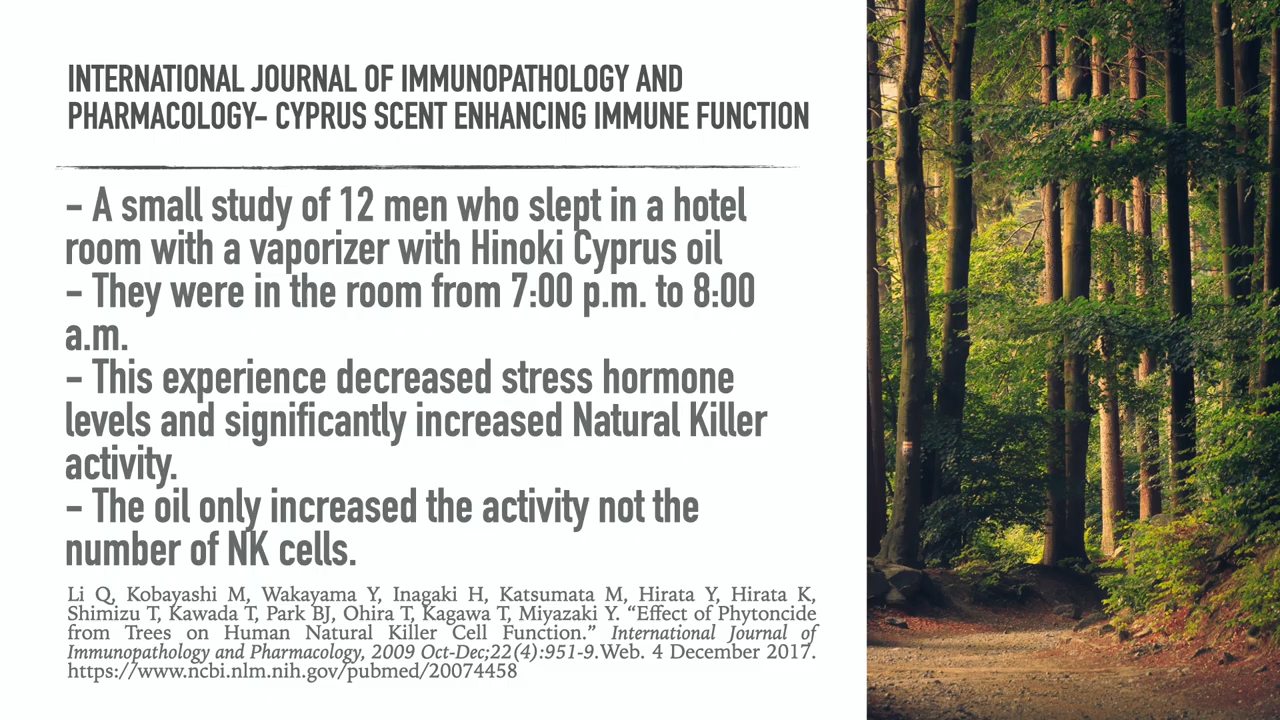 INTERNATIONAL JOURNAL OF IMMUNOPATHOLOGY AND
PHARMACOLOGY- CYPRUS SCENT ENHANCING IMMUNE FUNCTION
- A small study of 12 men who slept in a hotel
room with a vaporizer with Hinoki Cyprus oil
- They were in the room from 7:00 p.m. to 8:00
a.m.
- This experience decreased stress hormone
levels and significantly increased Natural Killer
activity.
- The oil only increased the activity not the
number of NK cells.
Li Q, Kobayashi M, Wakayama Y, Inagaki H, Katsumata M, Hirata Y, Hirata K,
Shimizu T, Kawada T, Park BJ, Ohira T, Kagawa T, Miyazaki Y. “Effect of Phytoncide
from Trees on Human Natural Killer Cell Function.” International Journal of
Immunopathology and Pharmacology, 2009 Oct-Dec;22(4):951-9.Web. 4 December 2017.
https://www.ncbi.nlm.nih.gov/pubmed/20074458